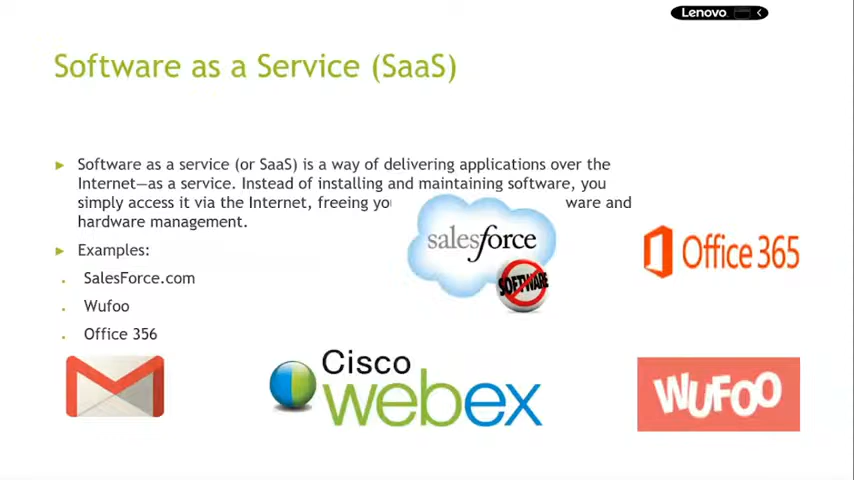 Lenovo
Software as a Service (SaaS)
Software as a service (or SaaS) is a way of delivering applications over the
Internet—as a service. Instead of installing and maintaining software, you
simply access it via the Internet, freeing you ware and
hardware management.
Examples:
SalesForce.com
Wufoo
Office 356
salesforce
SOFTWARE
Office 365
Cisco
webex
WUFOO